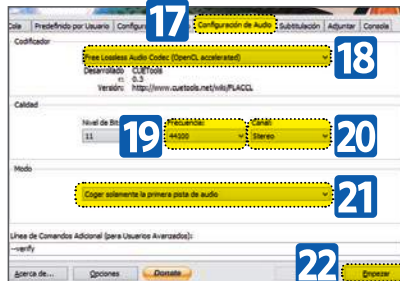 17
Cola Predefinido por Usuario Configu Configuración de Audio Subtitulación Adjuntar Consola
Codificador
18
Free Lossless Audio Codec (OpenCL accelerated)
Desarrollado CUETools
0.3
Versión: http://www.cuetools.net/wiki/FLACCL
Calidad
Nivel de Bit 19 Frecuencia: Canal: 20
11 44100 Stereo
Modo
Coger solamente la primera pista de audio 21
Línea de Comandos Adicional (para Usuarios Avanzados):
--verify
22
Acerca de... Opciones Donate Empezar